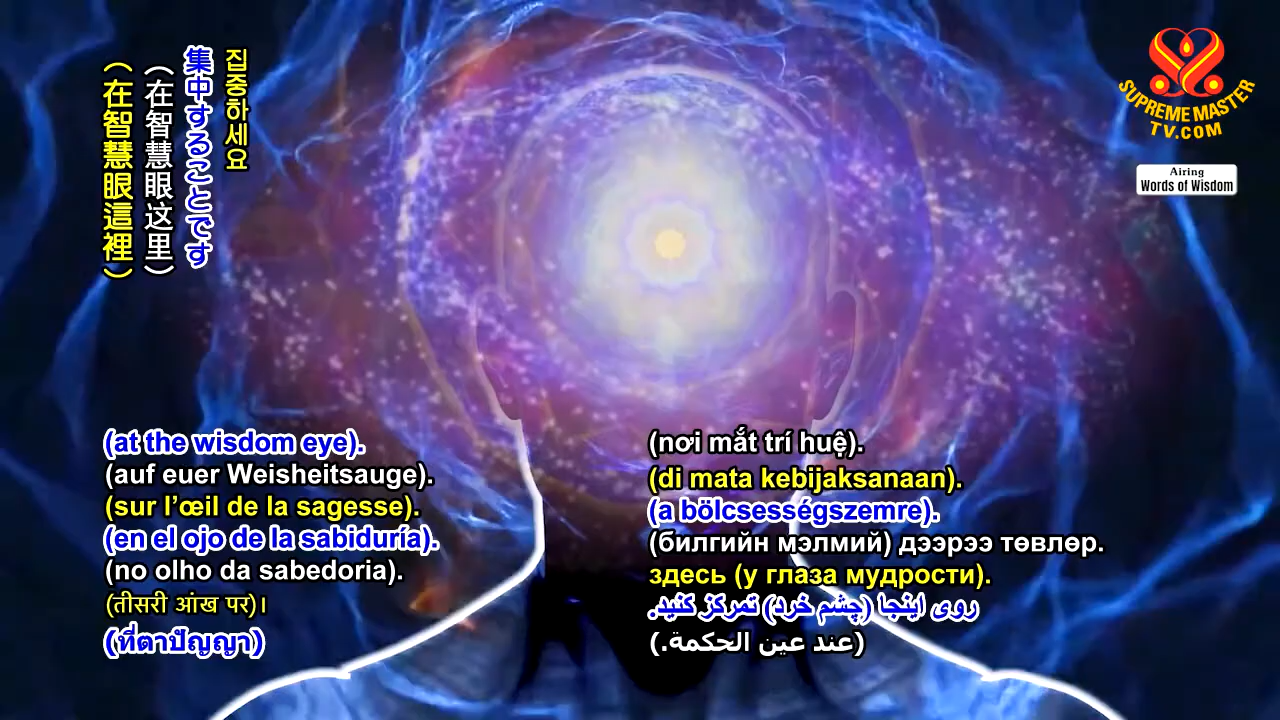 집중하세요
集中することです
(在智慧眼这里)
(在智慧眼這裡)
SUPREME MASTER
TV.COM
Airing
Words of Wisdom
(at the wisdom eye).
(auf euer Weisheitsauge).
(sur l’œil de la sagesse).
(en el ojo de la sabiduría).
(no olho da sabedoria).
(तीसरी आंख पर)।
(ที่ตาปัญญา)
(nơi mắt trí huệ).
(di mata kebijaksanaan).
(a bölcsességszemre).
(билгийн мэлмий) дээрээ төвлөр.
здесь (у глаза мудрости).
روی اینجا (چشم خرد) تمرکز کنید.
(عند عين الحكمة.)